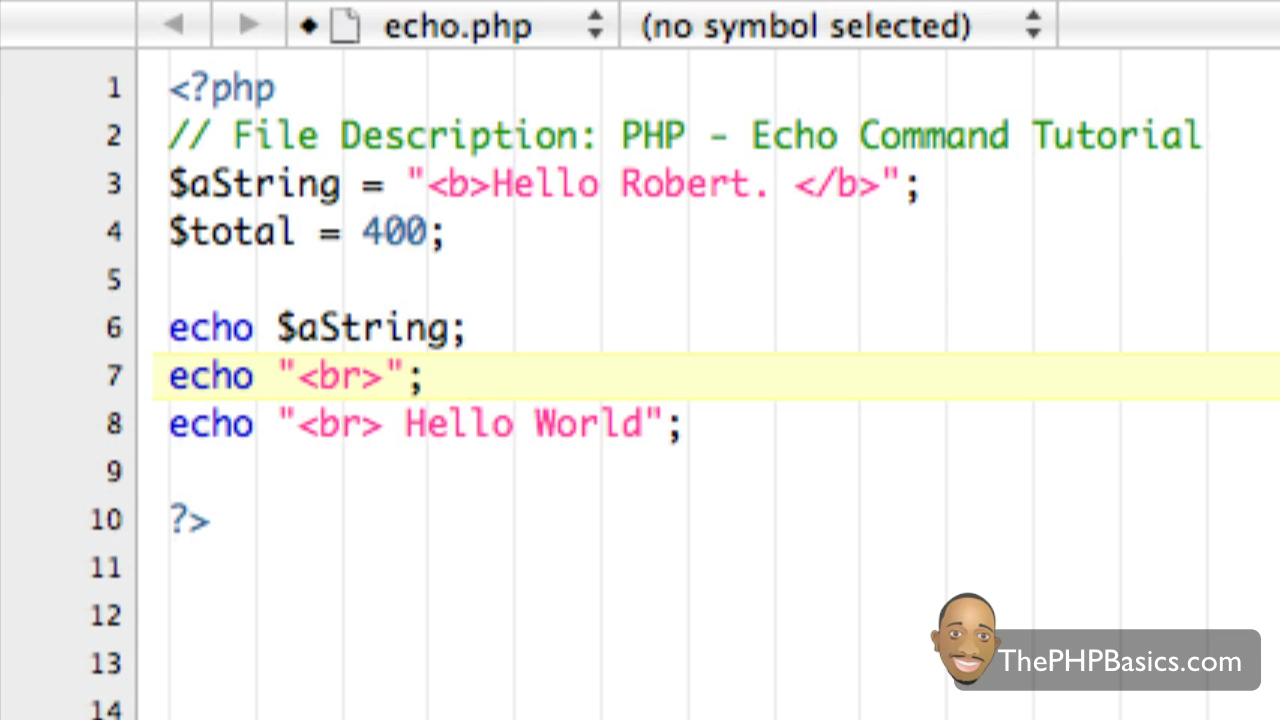 echo.php (no symbol selected)
1 <?php
2 // File Description: PHP - Echo Command Tutorial
3 $aString = "<b>Hello Robert. </b>";
4 $total = 400;
5
6 echo $aString;
7 echo "<br>";
8 echo "<br> Hello World";
9
10 ?>
11
12
13
14
ThePHPBasics.com